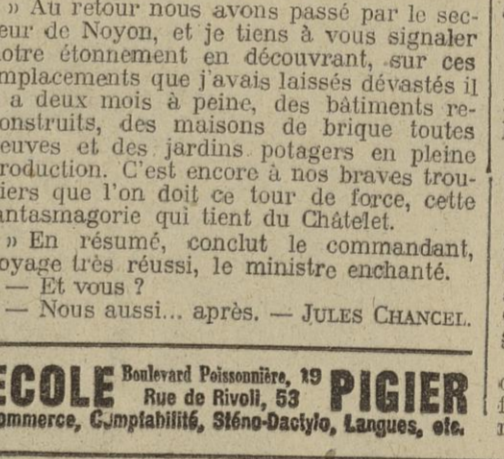 » Au retour nous avons passé par le sec-
eur de Noyon, et je tiens à vous signaler
otre étonnement en découvrant, sur ces
mplacements que j'avais laissés dévastés il
a deux mois à peine, des bâtiments re-
onstruits, des maisons de brique toutes
euves et des jardins potagers en pleine
roduction. C'est encore à nos braves trou-
iers que l'on doit ce tour de force, cette
antasmagorie qui tient du Châtelet.
» En résumé, conclut le commandant,
oyage très réussi, le ministre enchanté.
— Et vous ?
— Nous aussi... après. — JULES CHANCEL.
ECOLE Boulevard Poissonnière, 19 PIGIER
Rue de Rivoli, 53
ommerce, Comptabilité, Sténo-Dactylo, Langues, etc.